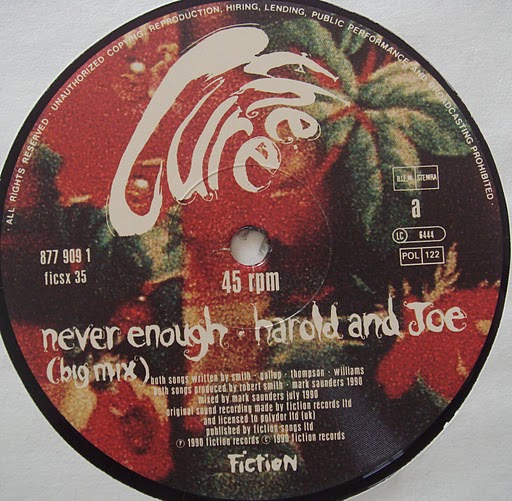 · ALL RIGHTS RESERVED · UNAUTHORIZED COPYING, REPRODUCTION, HIRING, LENDING, PUBLIC PERFORMANCE AND BROADCASTING PROHIBITED ·
the Cure
B.I.E.M. STEMRA
a
LC 6444
POL 122
877 909 1
ficsx 35
45 rpm
never enough · harold and Joe
(big mix)
both songs written by smith · gallup · thompson · williams
both songs produced by robert smith · mark saunders 1990
mixed by mark saunders july 1990
original sound recording made by fiction records ltd
and licensed to polydor ltd (uk)
published by fiction songs ltd
℗ 1990 fiction records © 1990 fiction records
Fiction